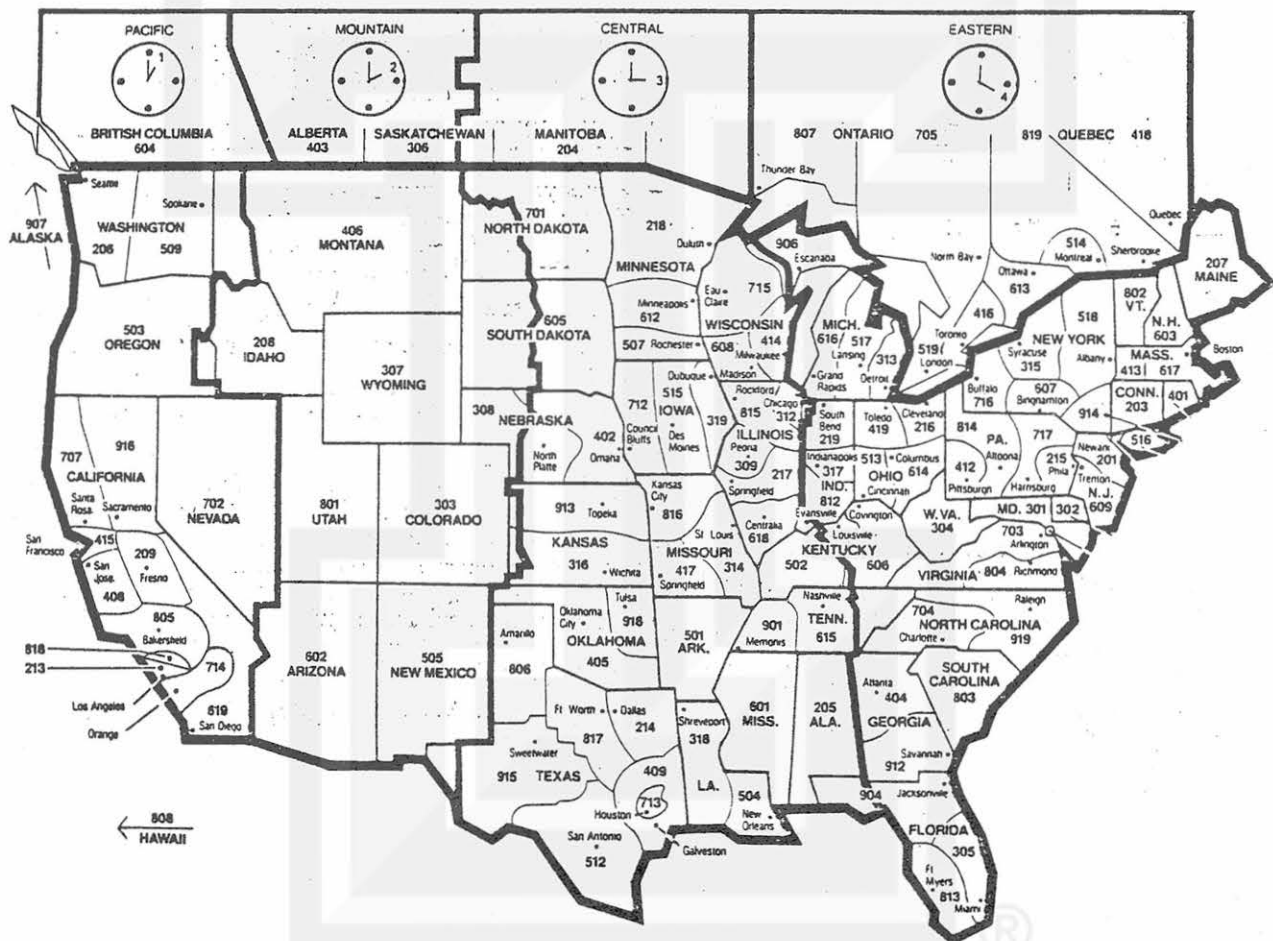 PACIFIC
1
MOUNTAIN
2
CENTRAL
3
EASTERN
4
BRITISH COLUMBIA
604
ALBERTA
403
SASKATCHEWAN
306
MANITOBA
204
807 ONTARIO 705
819 QUEBEC 418
Thunder Bay
Seattle
Spokane
WASHINGTON
206
509
907
ALASKA
406
MONTANA
701
NORTH DAKOTA
218
Duluth
MINNESOTA
Minneapolis
612
507
Rochester
906
Escanaba
North Bay
Ottawa
613
514
Montreal
Quebec
Sherbrooke
207
MAINE
802
VT.
N.H.
603
503
OREGON
208
IDAHO
307
WYOMING
605
SOUTH DAKOTA
Eau
Claire
715
WISCONSIN
608
414
Milwaukee
Madison
MICH.
616
517
Lansing
313
Grand
Rapids
Detroit
416
Toronto
519
London
518
NEW YORK
Syracuse
315
Albany
Buffalo
716
607
Binghamton
914
MASS.
413
617
Boston
CONN.
203
401
516
308
NEBRASKA
North
Platte
402
Omaha
Dubuque
712
515
IOWA
Council
Bluffs
Des
Moines
319
Rockford/
Chicago
815
312
ILLINOIS
Peoria
309
217
Springfield
South
Bend
219
Indianapolis
317
IND.
812
Evansville
Toledo
419
Cleveland
216
513
Columbus
OHIO
614
Cincinnati
814
PA.
717
412
Altoona
Pittsburgh
Harrisburg
215
Phila
Newark
201
Trenton
N.J.
609
707
916
CALIFORNIA
Santa
Rosa
Sacramento
San
Francisco
415
San
Jose
408
209
Fresno
805
Bakersfield
818
213
714
Los Angeles
Orange
619
San Diego
702
NEVADA
801
UTAH
303
COLORADO
913
Topeka
KANSAS
316
Wichita
Kansas
City
816
St Louis
MISSOURI
417
314
Springfield
Centralia
618
Covington
Louisville
KENTUCKY
502
606
W.VA.
304
MD. 301
302
703
Arlington
VIRGINIA
804
Richmond
602
ARIZONA
505
NEW MEXICO
Oklahoma
City
Tulsa
918
OKLAHOMA
405
501
ARK.
Nashville
901
TENN.
Memphis
615
704
Raleigh
NORTH CAROLINA
Charlotte
919
SOUTH
CAROLINA
803
Amarillo
806
Ft Worth
Dallas
817
214
Sweetwater
915
TEXAS
409
Houston
713
San Antonio
512
Galveston
Shreveport
318
LA.
504
New
Orleans
601
MISS.
205
ALA.
Atlanta
404
GEORGIA
Savannah
912
904
Jacksonville
FLORIDA
305
Ft
Myers
813
Miami
808
HAWAII
®